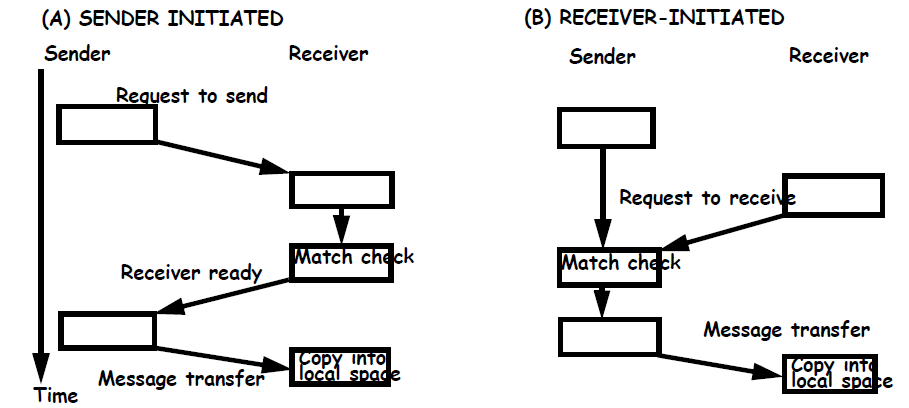 (A) SENDER INITIATED
Sender
Receiver
Request to send
Match check
Receiver ready
Copy into
local space
Message transfer
Time
(B) RECEIVER-INITIATED
Sender
Receiver
Request to receive
Match check
Message transfer
Copy into
local space